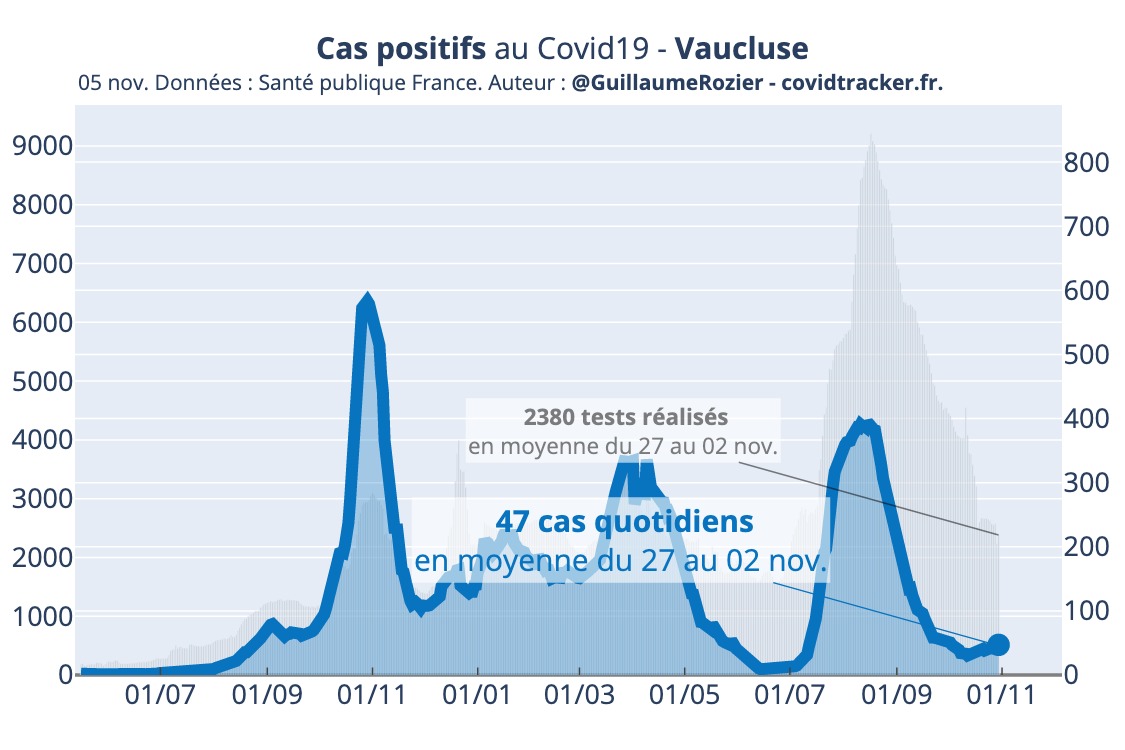 Cas positifs au Covid19 - Vaucluse
05 nov. Données : Santé publique France. Auteur : @GuillaumeRozier - covidtracker.fr.
9000
8000
7000
6000
5000
4000
3000
2000
1000
0
800
700
600
500
400
300
200
100
0
2380 tests réalisés
en moyenne du 27 au 02 nov.
47 cas quotidiens
en moyenne du 27 au 02 nov.
01/07 01/09 01/11 01/01 01/03 01/05 01/07 01/09 01/11